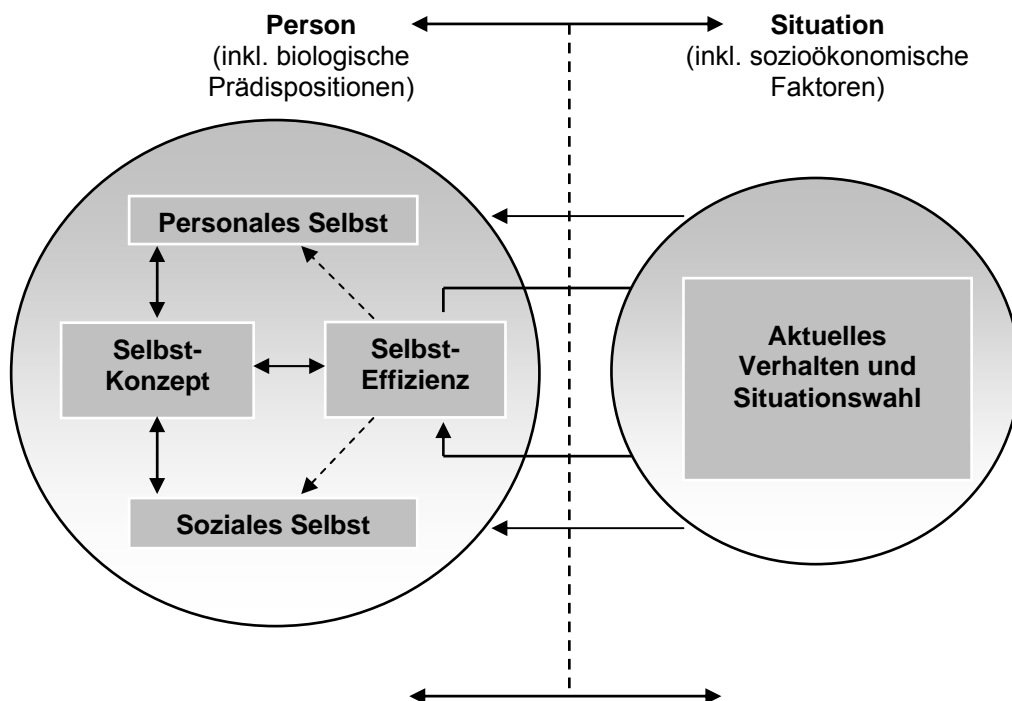 Person
(inkl. biologische
Prädispositionen)
Situation
(inkl. sozioökonomische
Faktoren)
Personales Selbst
Selbst-
Konzept
Selbst-
Effizienz
Soziales Selbst
Aktuelles
Verhalten und
Situationswahl